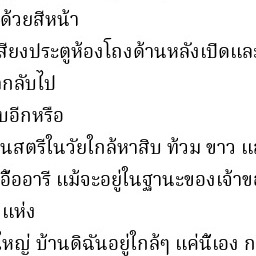 ด้วยสีหน้า
สียงประตูห้องโถงด้านหลังเปิดแล
กลับไป
อีกหรือ
นสตรีในวัยใกล้หาสิบ ท้วม ขาว แ
อื้ออารี แม้จะอยู่ในฐานะของเจ้าข
แห่ง
ใหญ่ บ้านดิฉันอยู่ใกล้ๆ แค่นี้เอง ก